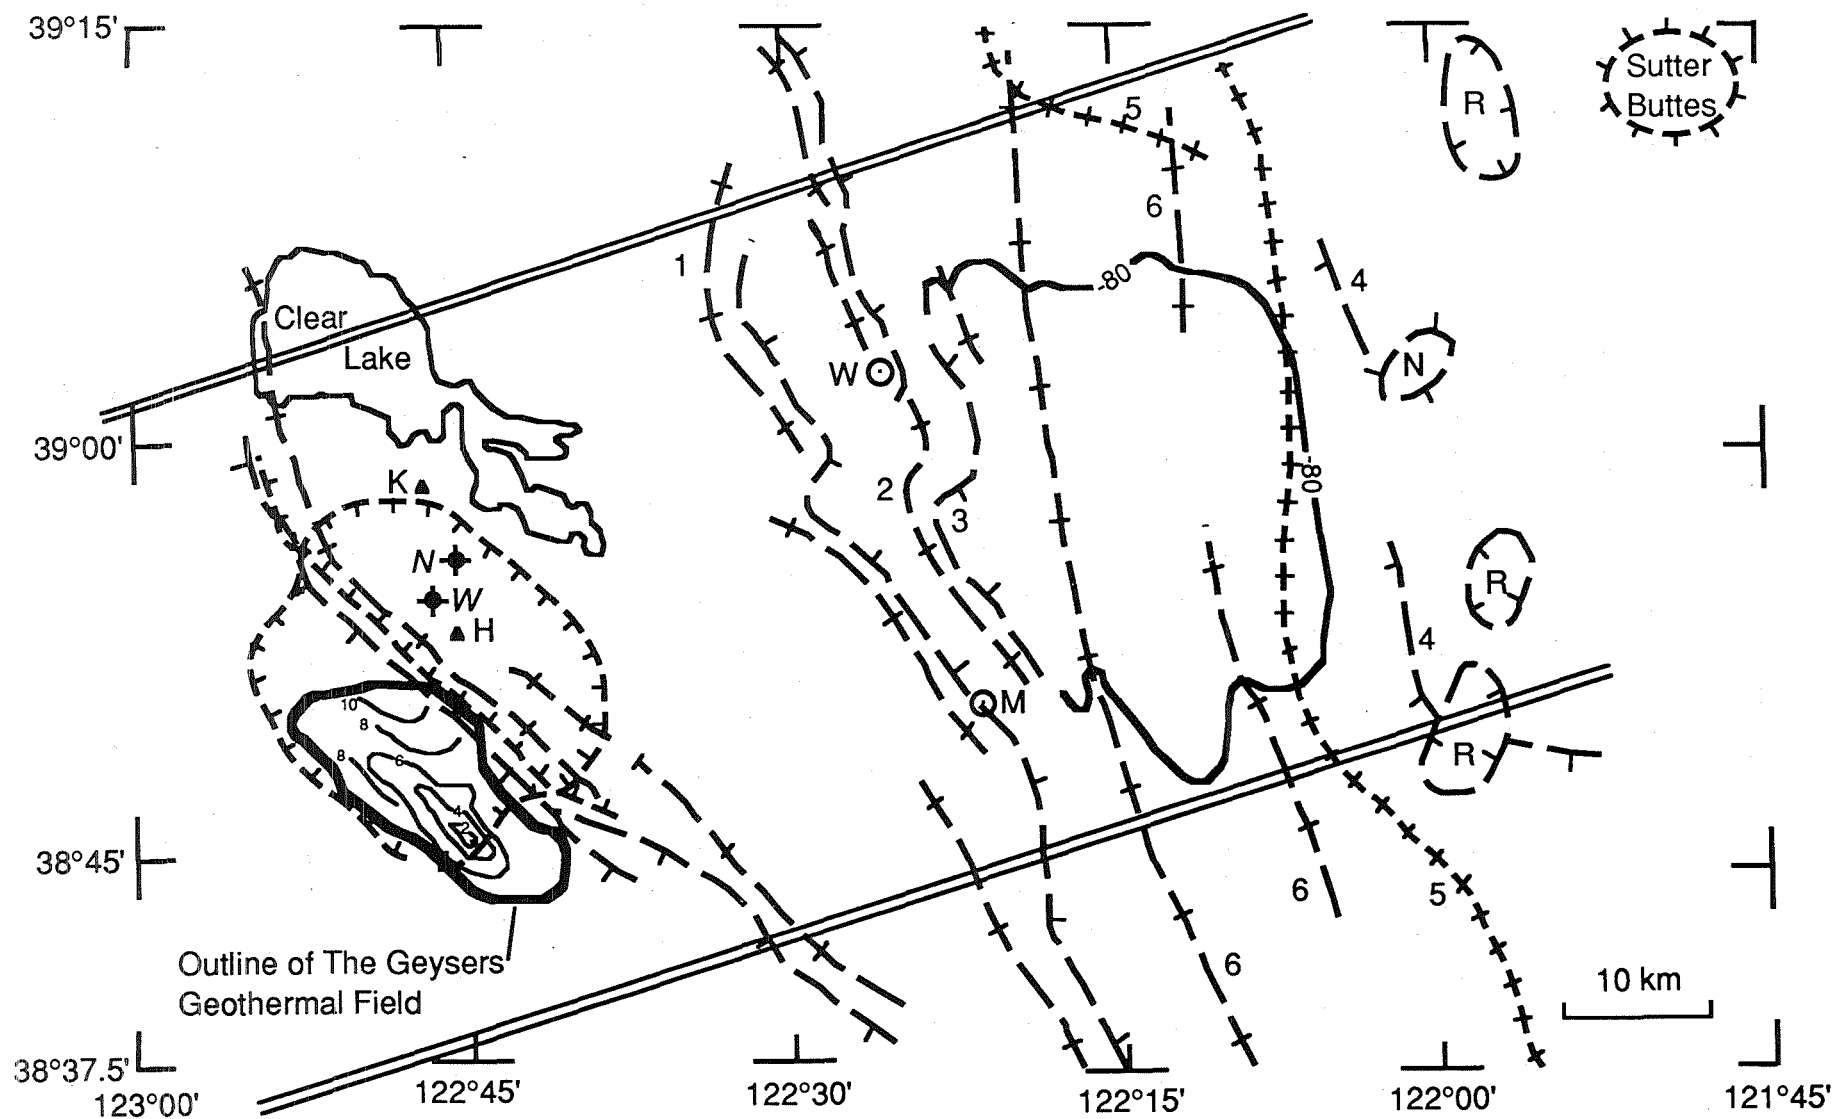 39°15'
5
R
Sutter
Buttes
6
1
-80
4
Clear
Lake
W
N
39°00'
K
2
3
-80
N
W
H
R
4
10
8
8
6
4
2
M
R
38°45'
6
5
Outline of The Geysers
Geothermal Field
6
10 km
38°37.5'
123°00'
122°45'
122°30'
122°15'
122°00'
121°45'